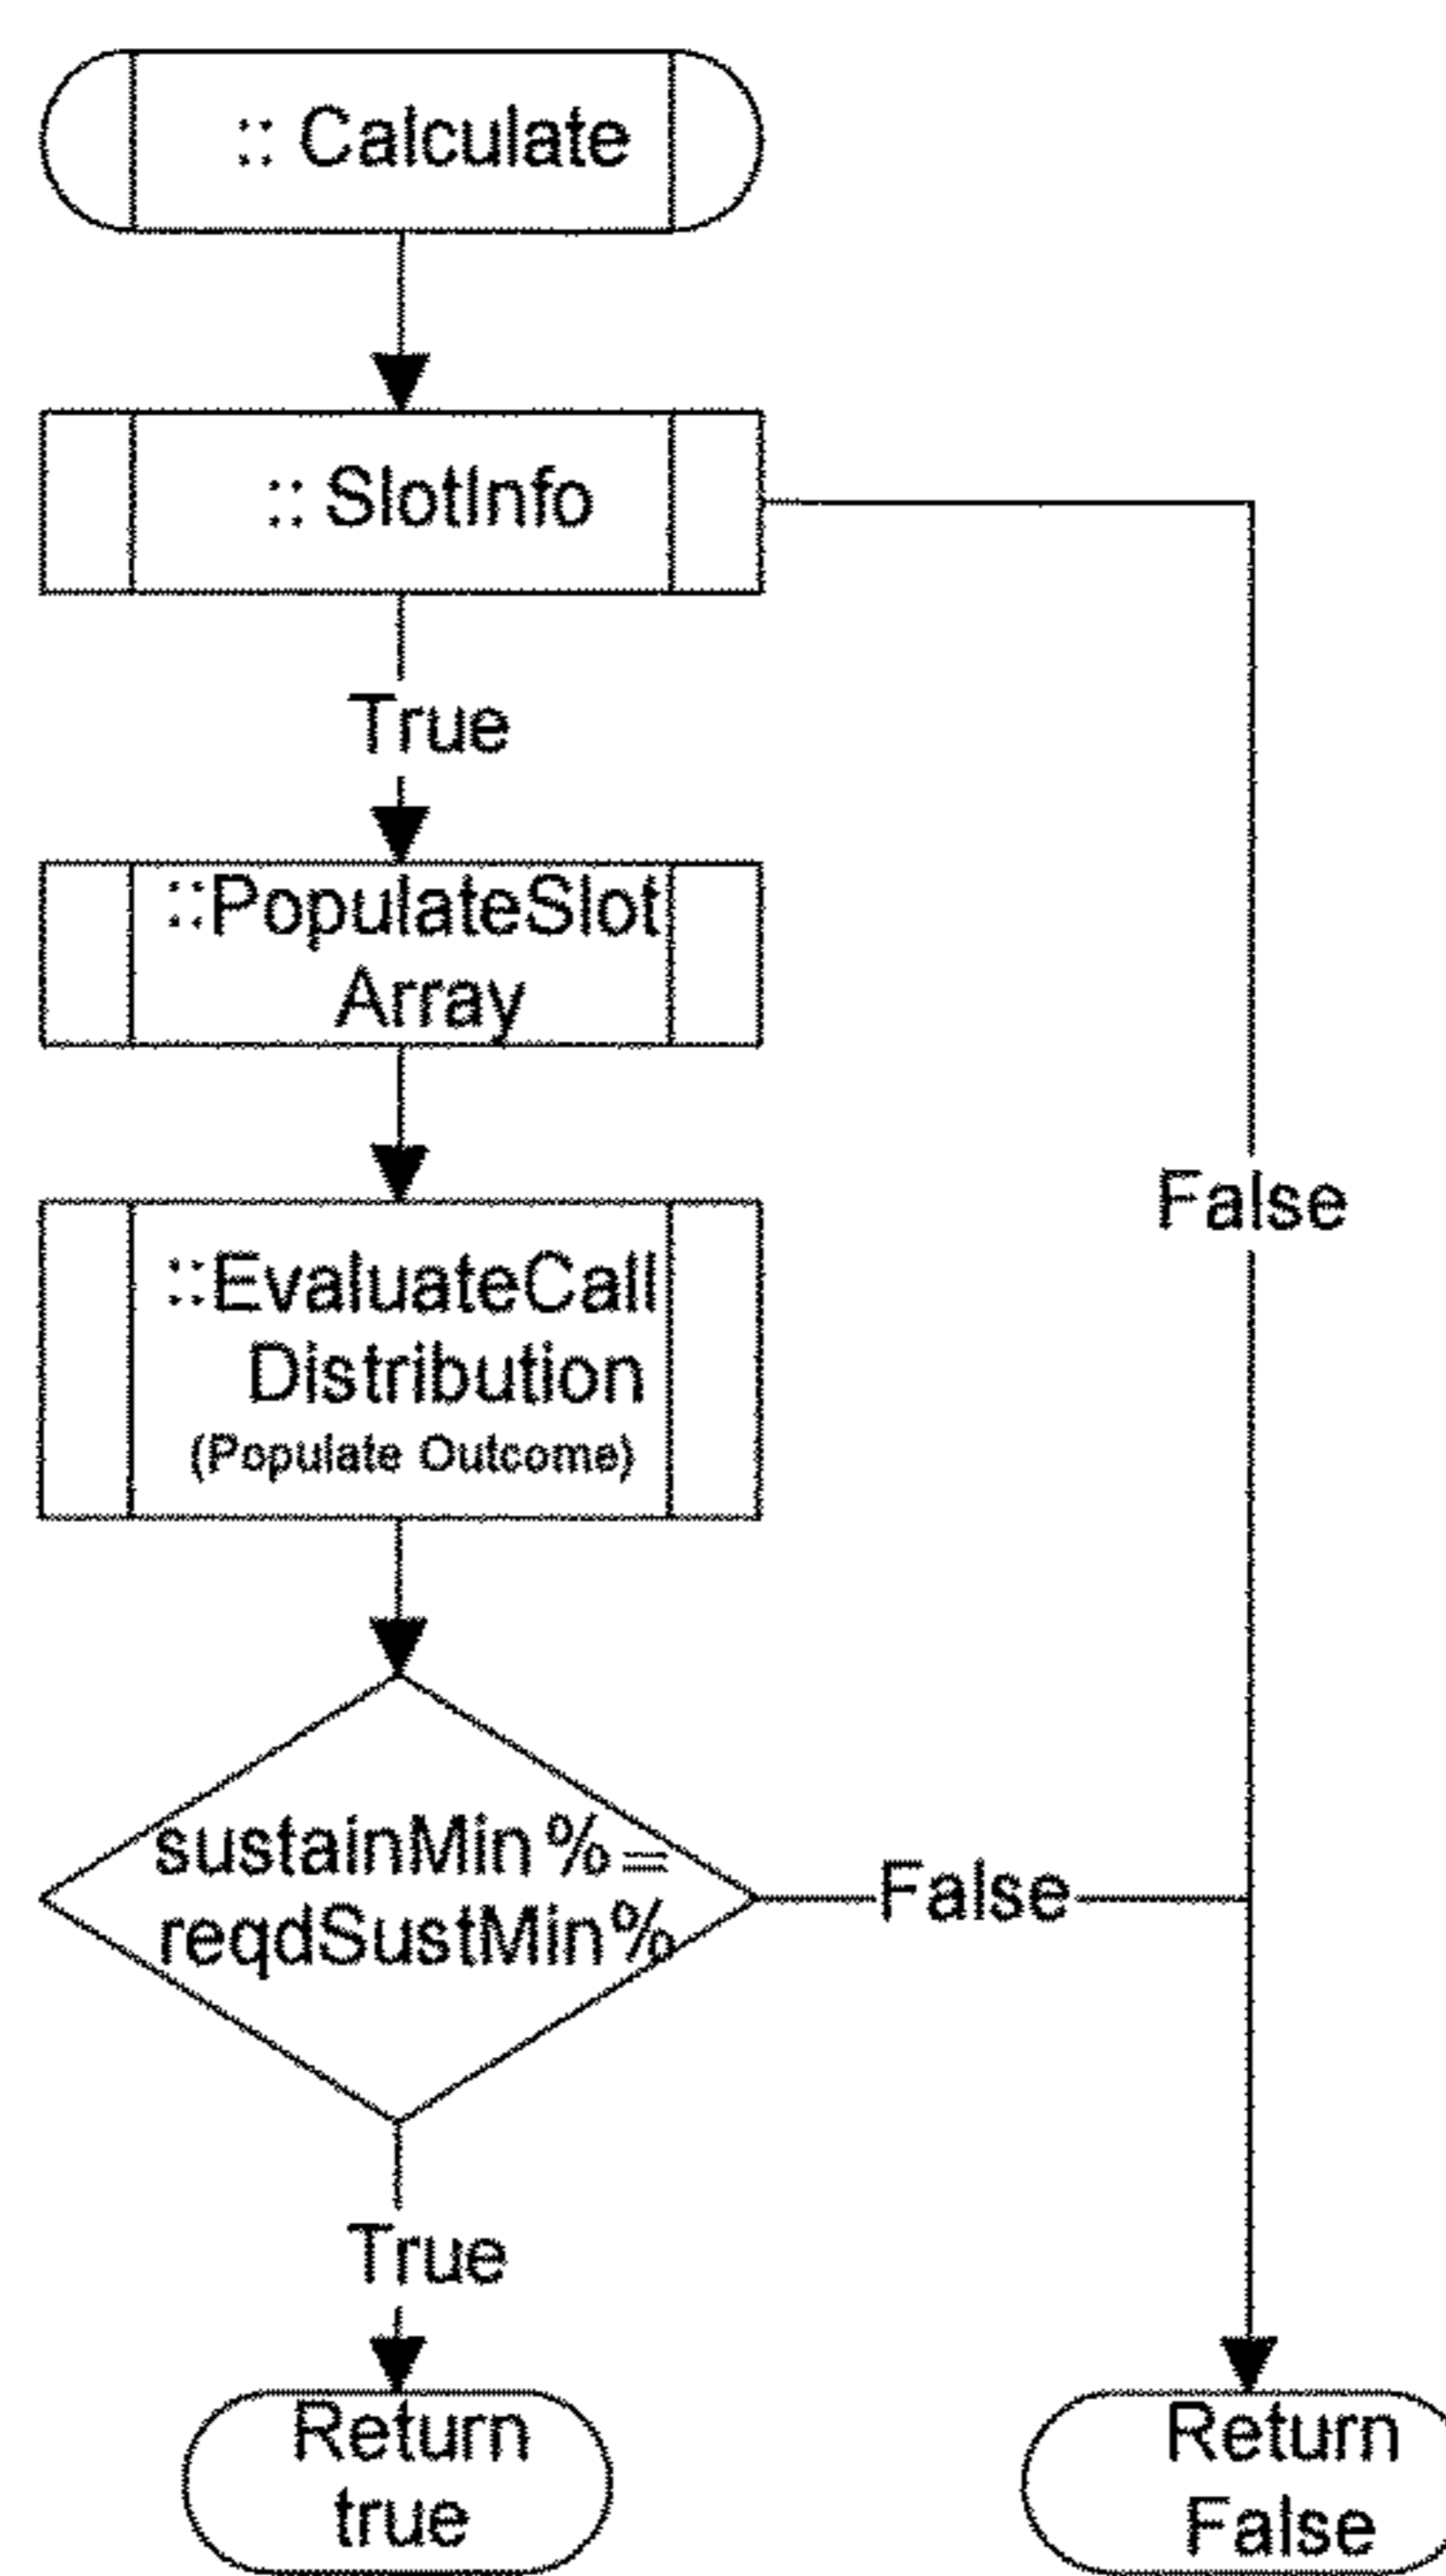 :: Calculate
:: SlotInfo
True
::PopulateSlot
Array
::EvaluateCall
Distribution
(Populate Outcome)
False
sustainMin%=
reqdSustMin%
False
True
Return
true
Return
False